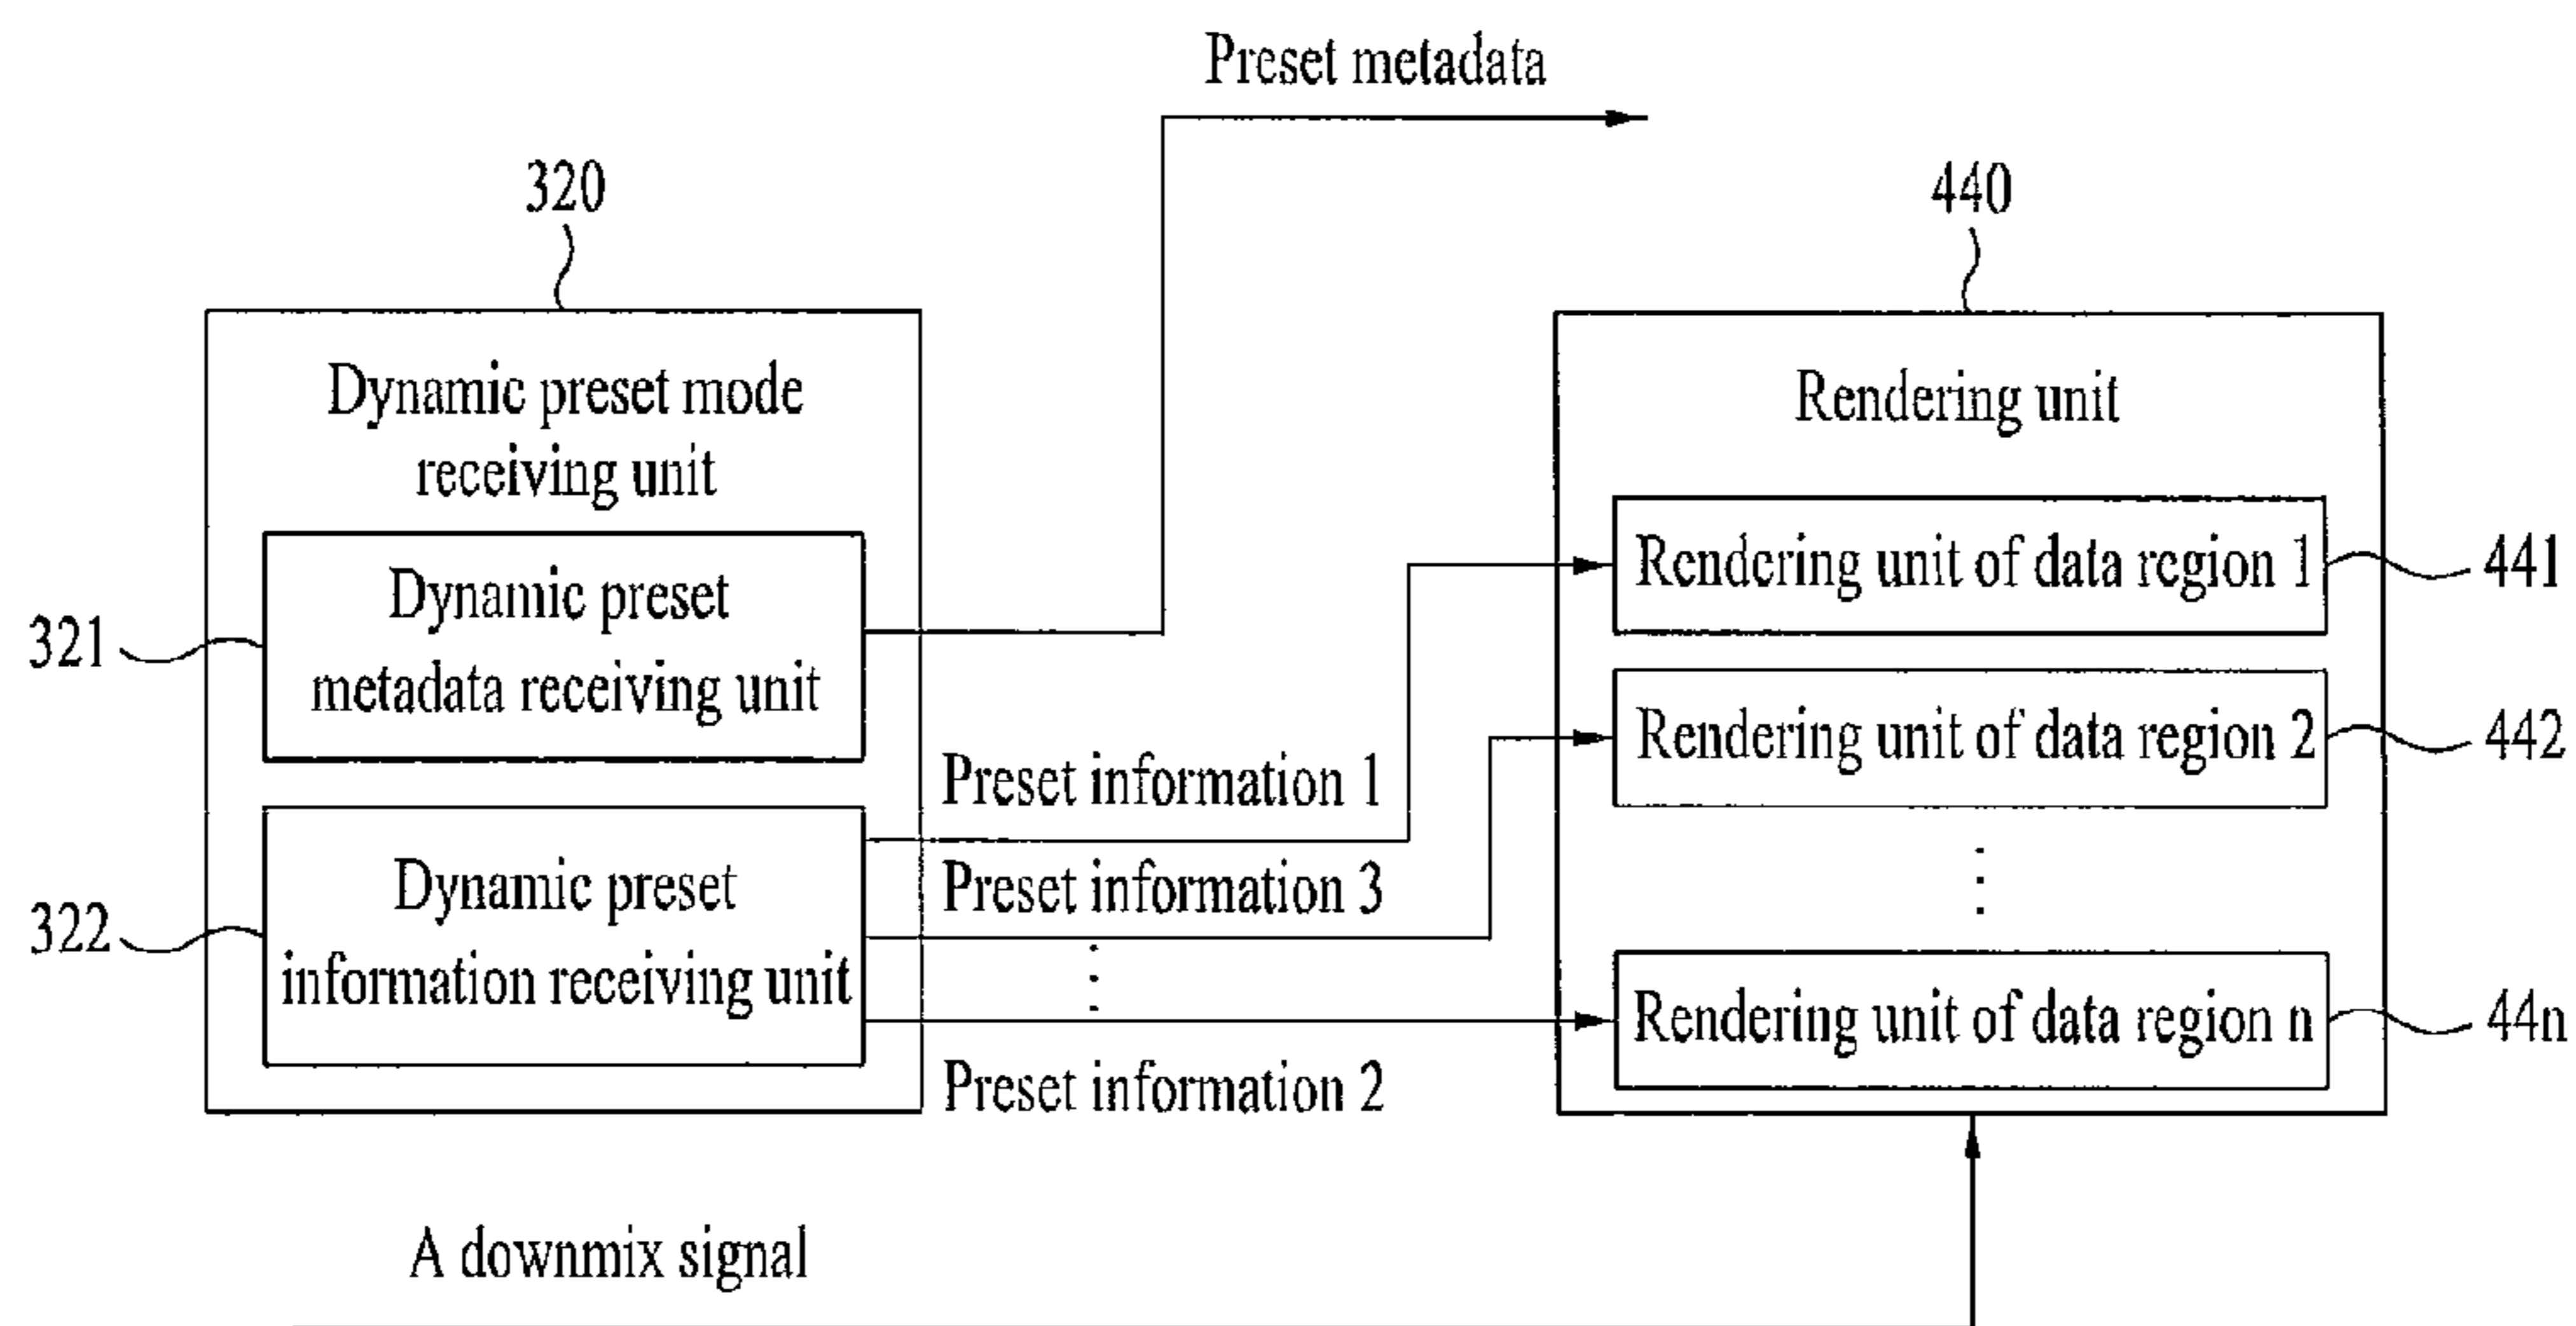 Preset metadata
320
440
Dynamic preset mode
receiving unit
Rendering unit
321
Dynamic preset
metadata receiving unit
Rendering unit of data region 1
441
Rendering unit of data region 2
442
Preset information 1
322
Dynamic preset
information receiving unit
Preset information 3
Rendering unit of data region n
44n
Preset information 2
A downmix signal